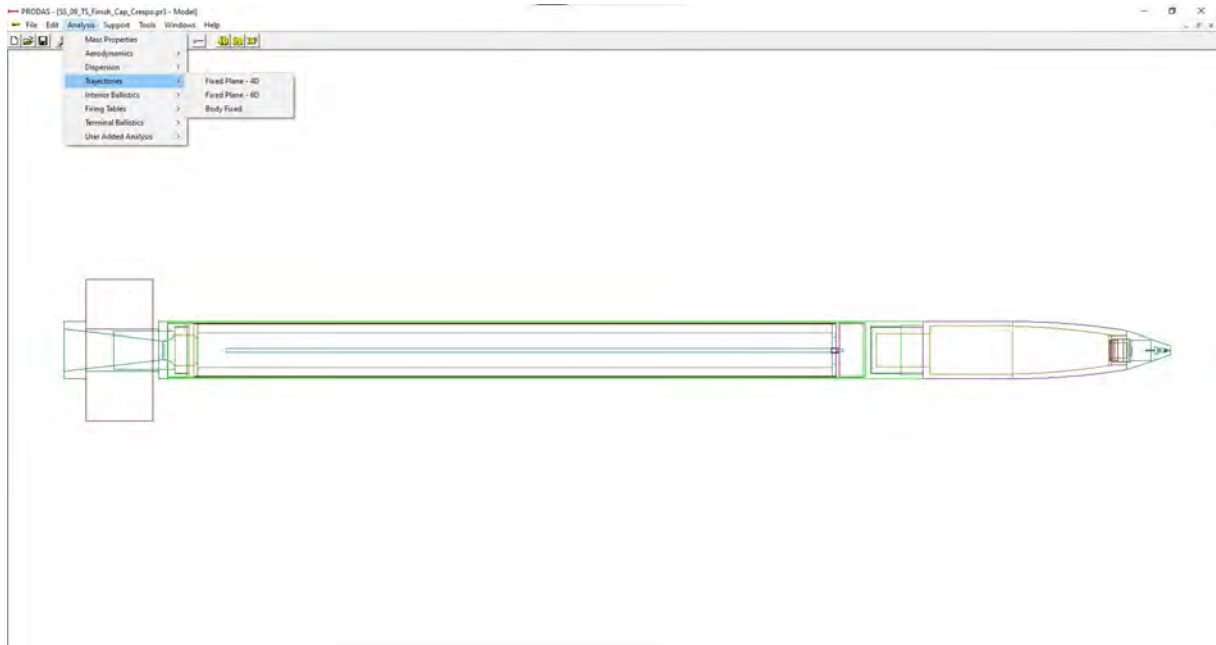 PRODAS - [SS_09_TS_Finish_Cap_Crespo.pr3 - Model]
File Edit Analysis Support Tools Windows Help
Mass Properties
Aerodynamics
Dispersion
Trajectories
Fixed Plane - 4D
Interior Ballistics
Fixed Plane - 6D
Firing Tables
Body Fixed
Terminal Ballistics
User Added Analysis